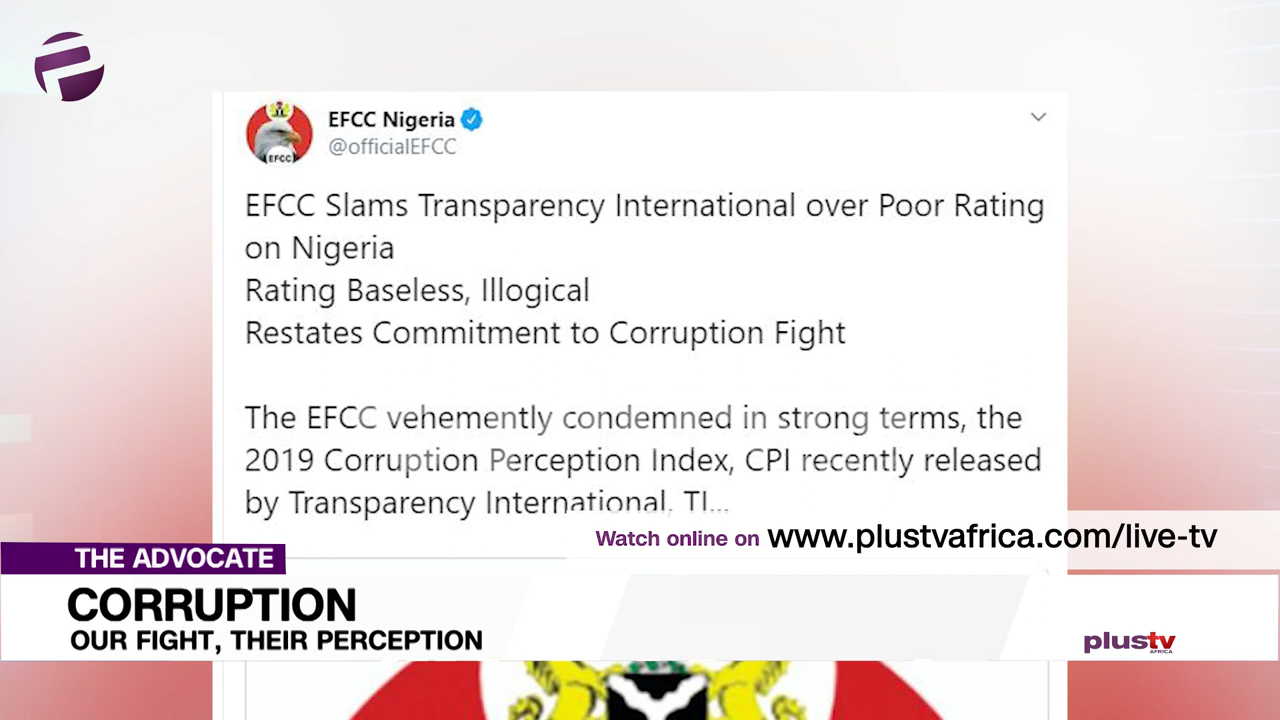 EFCC Nigeria
@officialEFCC
EFCC
EFCC Slams Transparency International over Poor Rating
on Nigeria
Rating Baseless, Illogical
Restates Commitment to Corruption Fight
The EFCC vehemently condemned in strong terms, the
2019 Corruption Perception Index, CPI recently released
by Transparency International, TI...
Watch online on www.plustvafrica.com/live-tv
THE ADVOCATE
CORRUPTION
OUR FIGHT, THEIR PERCEPTION
plustv
AFRICA